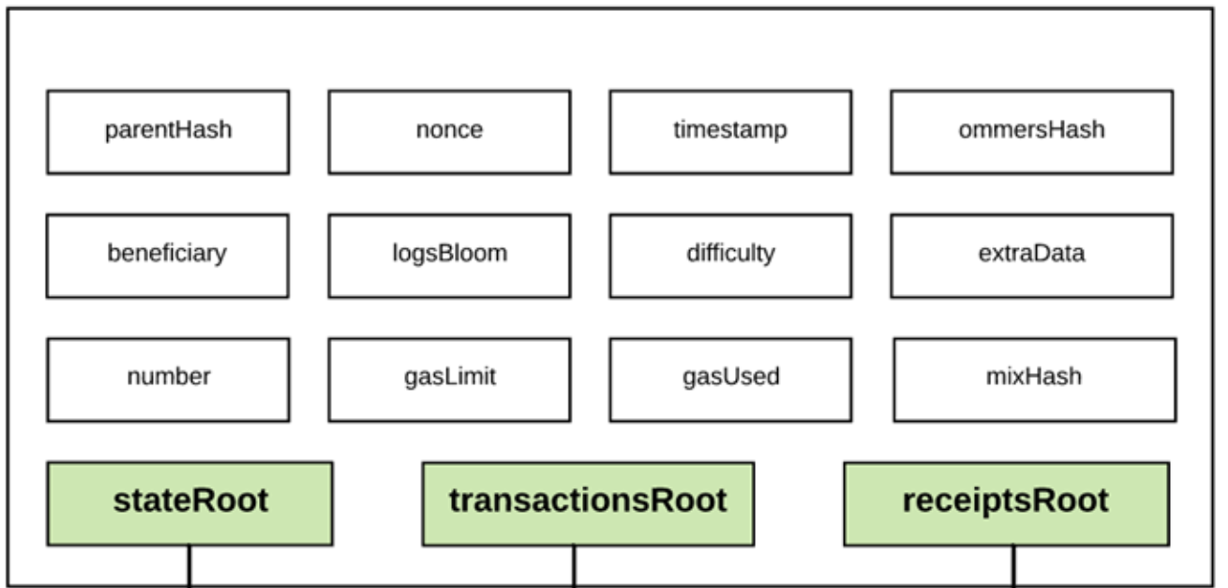 parentHash
nonce
timestamp
ommersHash
beneficiary
logsBloom
difficulty
extraData
number
gasLimit
gasUsed
mixHash
stateRoot
transactionsRoot
receiptsRoot